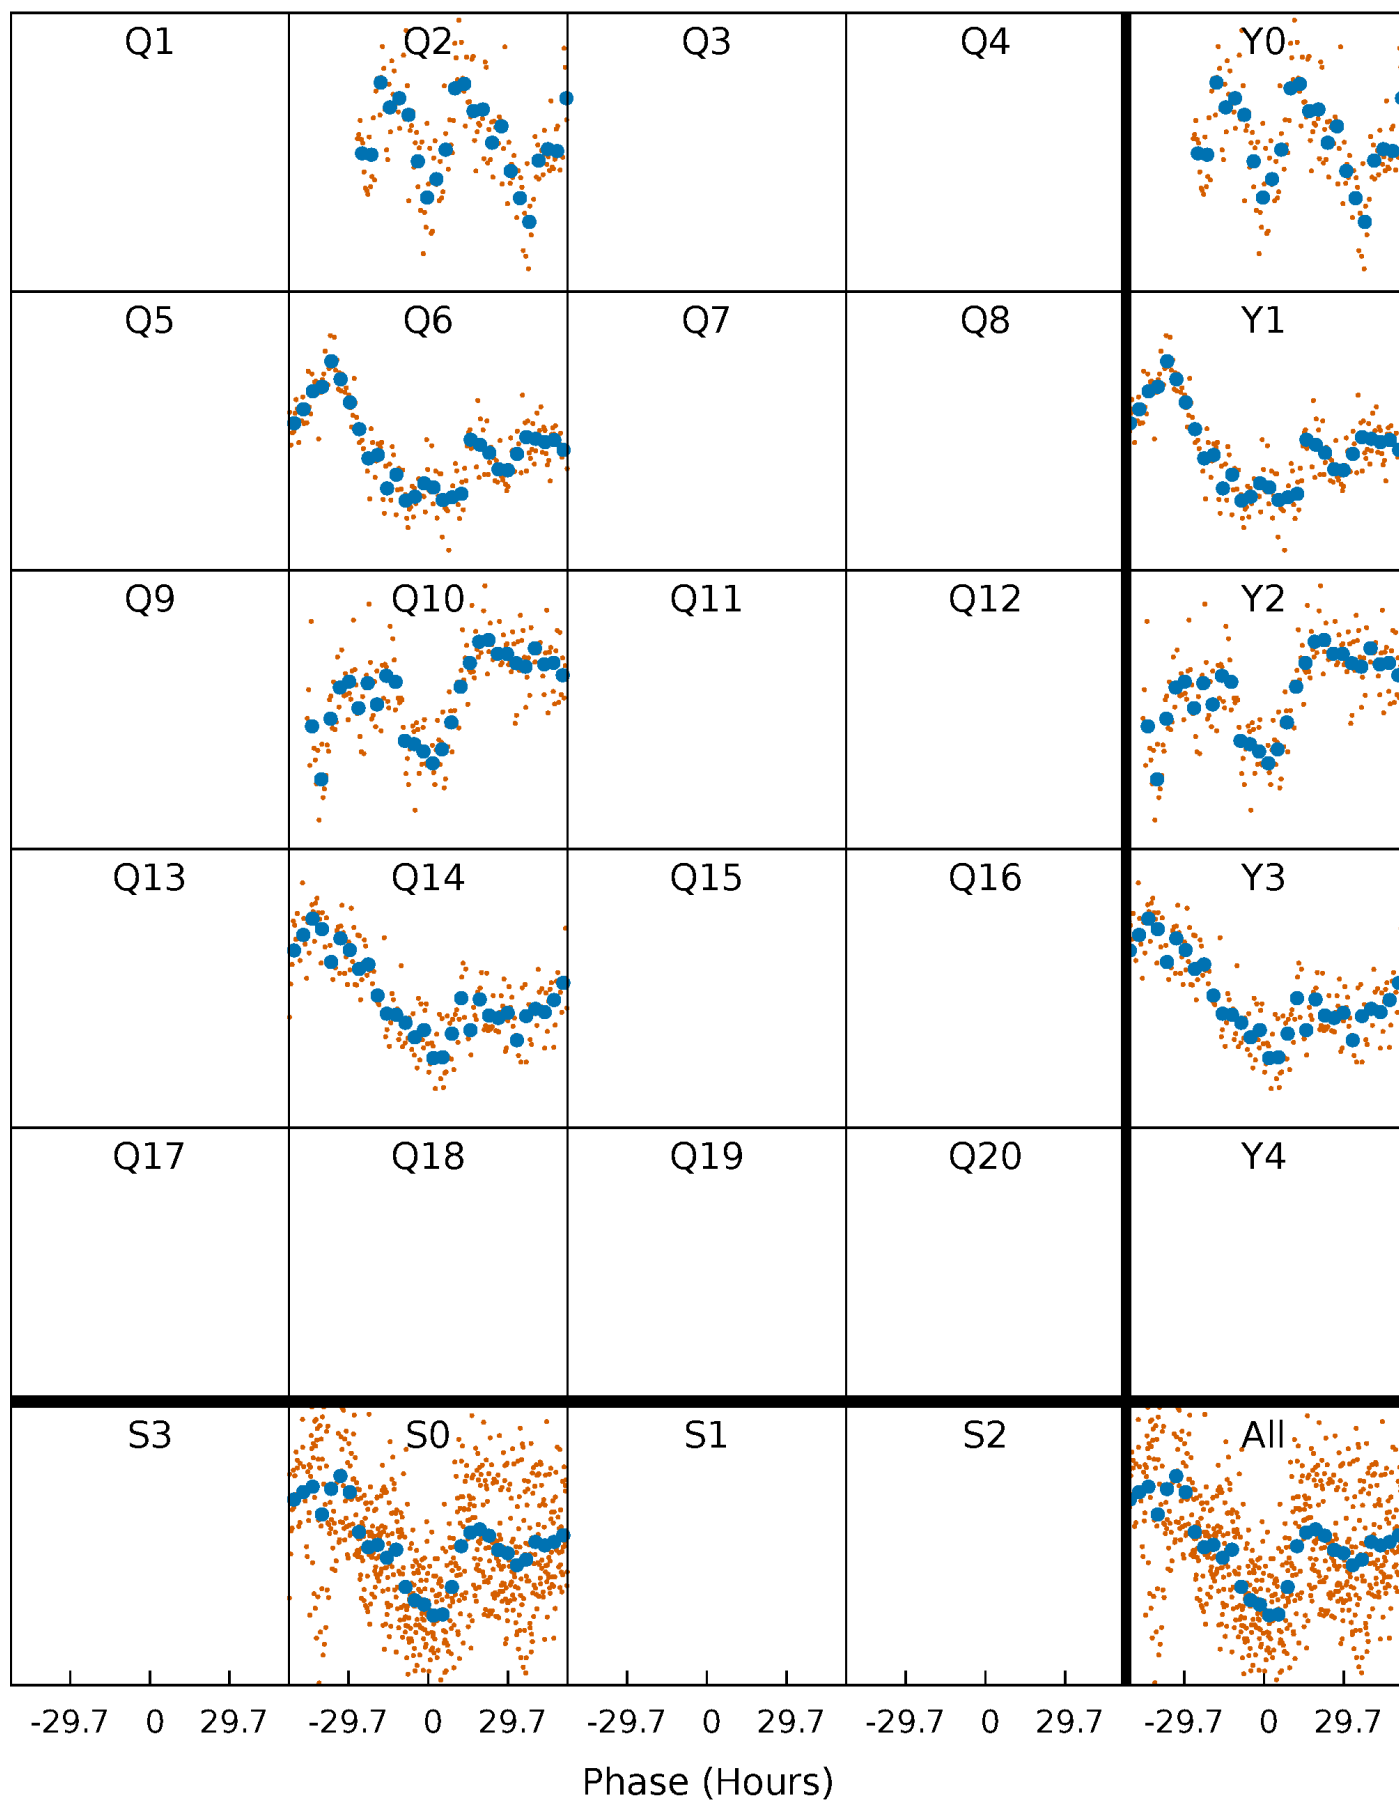 Q1 Q2 Q3 Q4 Y0
Q5 Q6 Q7 Q8 Y1
Q9 Q10 Q11 Q12 Y2
Q13 Q14 Q15 Q16 Y3
Q17 Q18 Q19 Q20 Y4
S3 S0 S1 S2 All
-29.7 0 29.7 -29.7 0 29.7 -29.7 0 29.7 -29.7 0 29.7 -29.7 0 29.7
Phase (Hours)